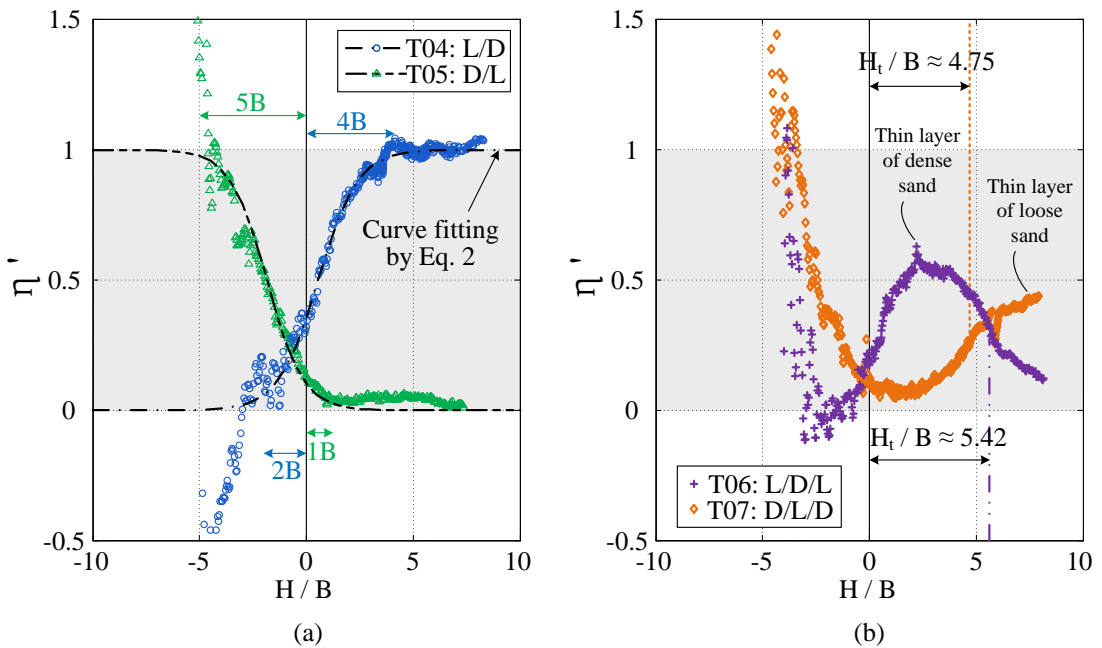 1.5
1
0.5
0
-0.5
η'
-10
-5
0
5
10
H / B
(a)
T04: L/D
T05: D/L
5B
4B
Curve fitting
by Eq. 2
1B
2B
1.5
1
0.5
0
-0.5
η'
-10
-5
0
5
10
H / B
(b)
Hₜ / B ≈ 4.75
Thin layer
of dense
sand
Thin layer
of loose
sand
Hₜ / B ≈ 5.42
T06: L/D/L
T07: D/L/D